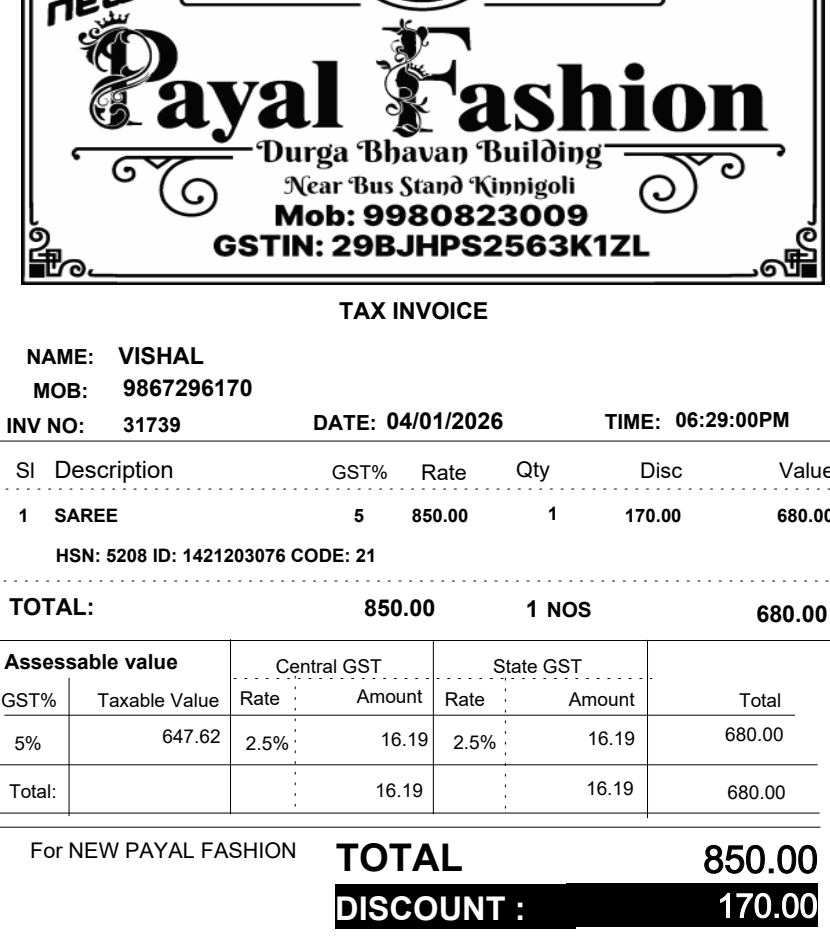 new
Payal Fashion
Durga Bhavan Building
Near Bus Stand Kinnigoli
Mob: 9980823009
GSTIN: 29BJHPS2563K1ZL
TAX INVOICE
NAME: VISHAL
MOB: 9867296170
INV NO: 31739 DATE: 04/01/2026 TIME: 06:29:00PM
Sl Description GST% Rate Qty Disc Value
1 SAREE 5 850.00 1 170.00 680.00
HSN: 5208 ID: 1421203076 CODE: 21
TOTAL: 850.00 1 NOS 680.00
Assessable value Central GST State GST
GST% Taxable Value Rate Amount Rate Amount Total
5% 647.62 2.5% 16.19 2.5% 16.19 680.00
Total: 16.19 16.19 680.00
For NEW PAYAL FASHION TOTAL 850.00
DISCOUNT : 170.00